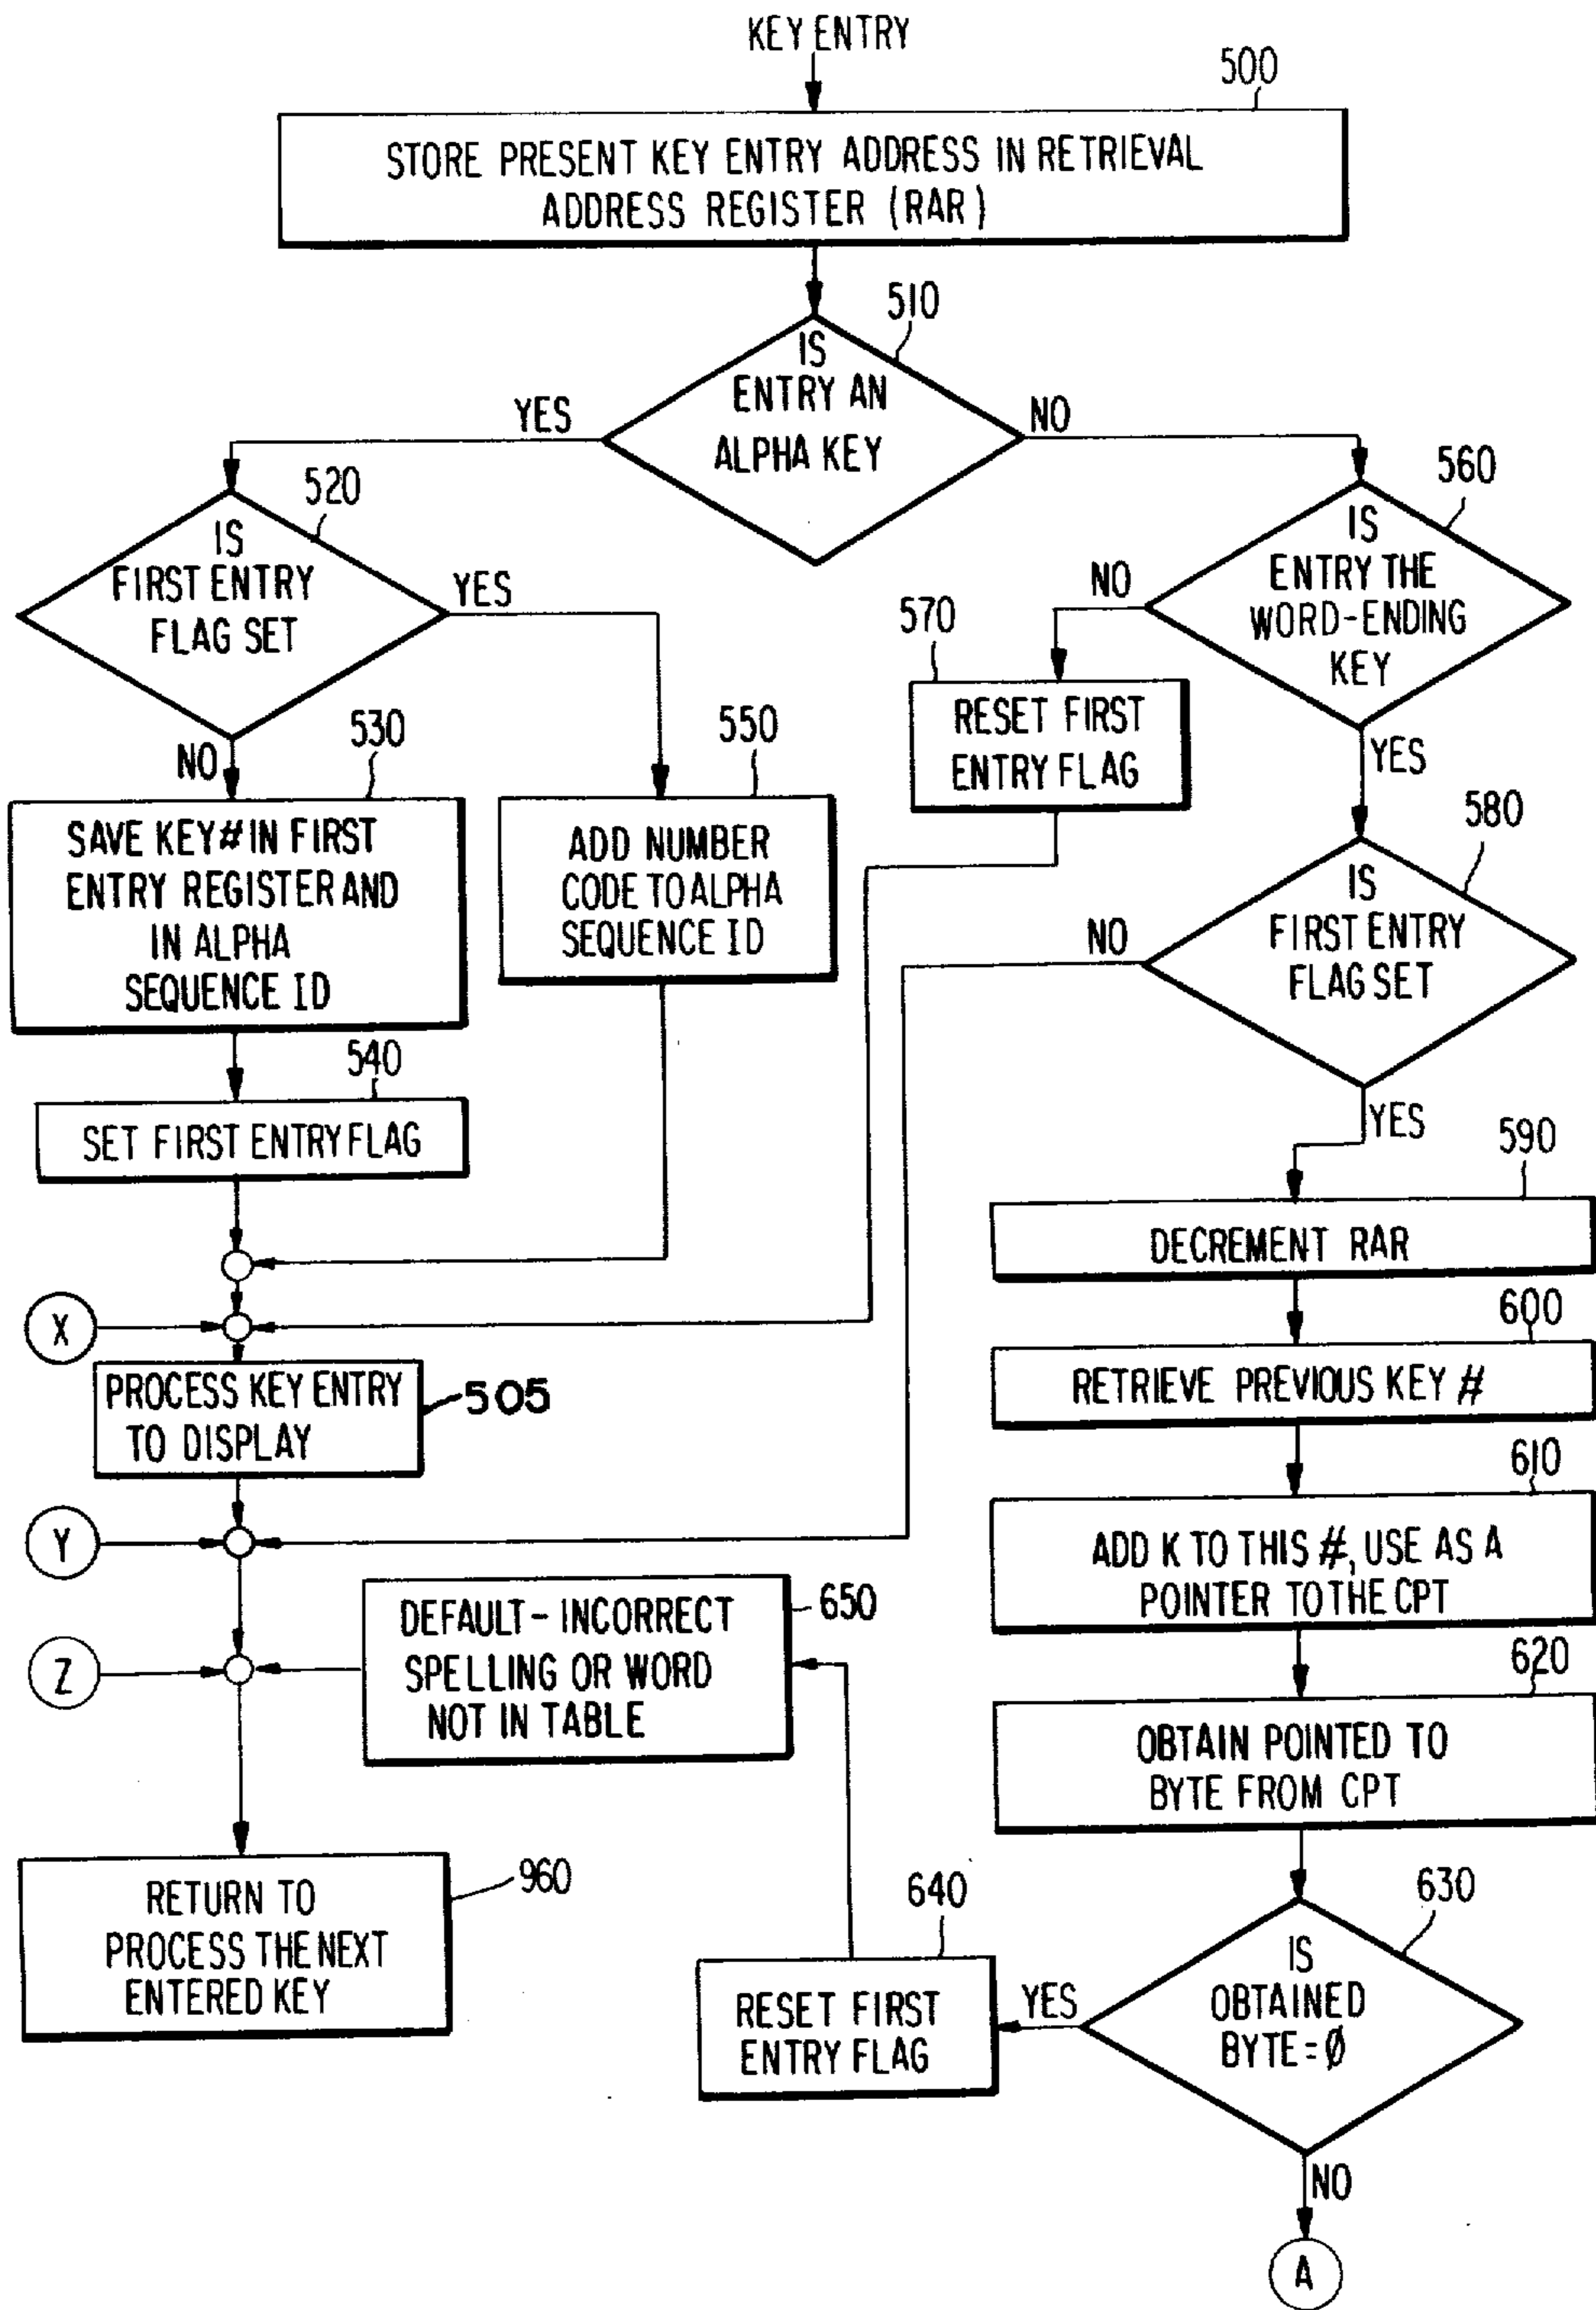 KEY ENTRY
500
STORE PRESENT KEY ENTRY ADDRESS IN RETRIEVAL
ADDRESS REGISTER (RAR)
510
IS
ENTRY AN
ALPHA KEY
YES
NO
520
IS
FIRST ENTRY
FLAG SET
YES
NO
560
IS
ENTRY THE
WORD-ENDING
KEY
NO
YES
570
RESET FIRST
ENTRY FLAG
530
SAVE KEY# IN FIRST
ENTRY REGISTER AND
IN ALPHA
SEQUENCE ID
550
ADD NUMBER
CODE TO ALPHA
SEQUENCE ID
580
IS
FIRST ENTRY
FLAG SET
NO
YES
540
SET FIRST ENTRY FLAG
590
DECREMENT RAR
X
600
RETRIEVE PREVIOUS KEY #
PROCESS KEY ENTRY
TO DISPLAY
505
610
ADD K TO THIS #, USE AS A
POINTER TO THE CPT
Y
650
DEFAULT- INCORRECT
SPELLING OR WORD
NOT IN TABLE
Z
620
OBTAIN POINTED TO
BYTE FROM CPT
960
RETURN TO
PROCESS THE NEXT
ENTERED KEY
640
RESET FIRST
ENTRY FLAG
YES
630
IS
OBTAINED
BYTE=Ø
NO
A